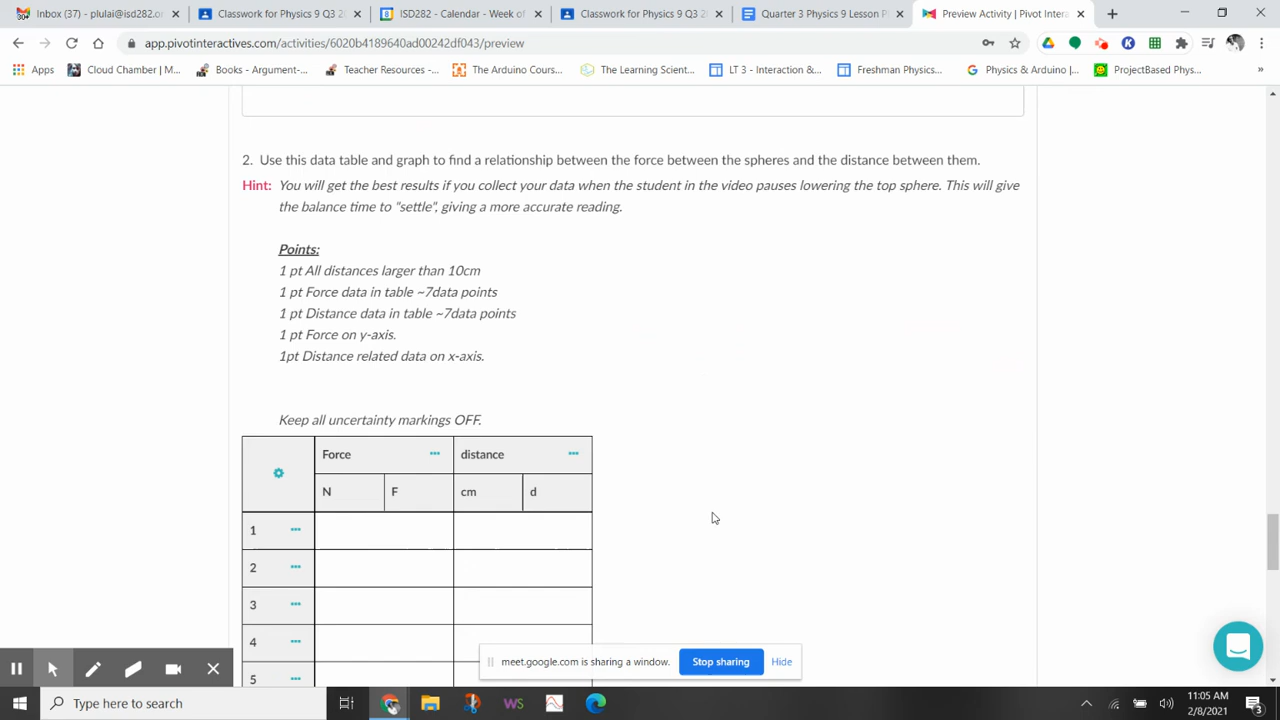 Inbox (37) - plulai@isd282.or
Classwork for Physics 9 Q3 2
ISD282 - Calendar - Week of
Classwork for Physics 9 Q3 2
Quarter 3 Physics 9 Lesson P
Preview Activity | Pivot Intera
app.pivotinteractives.com/activities/6020b4189640ad00242df043/preview
Apps
Cloud Chamber | M...
Books - Argument-...
Teacher Resources -...
The Arduino Cours...
The Learning Scient...
LT 3 - Interaction &...
Freshman Physics...
Physics & Arduino |...
ProjectBased Phys...
2. Use this data table and graph to find a relationship between the force between the spheres and the distance between them.
Hint: You will get the best results if you collect your data when the student in the video pauses lowering the top sphere. This will give
the balance time to "settle", giving a more accurate reading.
Points:
1 pt All distances larger than 10cm
1 pt Force data in table ~7data points
1 pt Distance data in table ~7data points
1 pt Force on y-axis.
1pt Distance related data on x-axis.
Keep all uncertainty markings OFF.
Force distance
N F cm d
1
2
3
4
5
meet.google.com is sharing a window. Stop sharing Hide
Type here to search
11:05 AM
2/8/2021
3